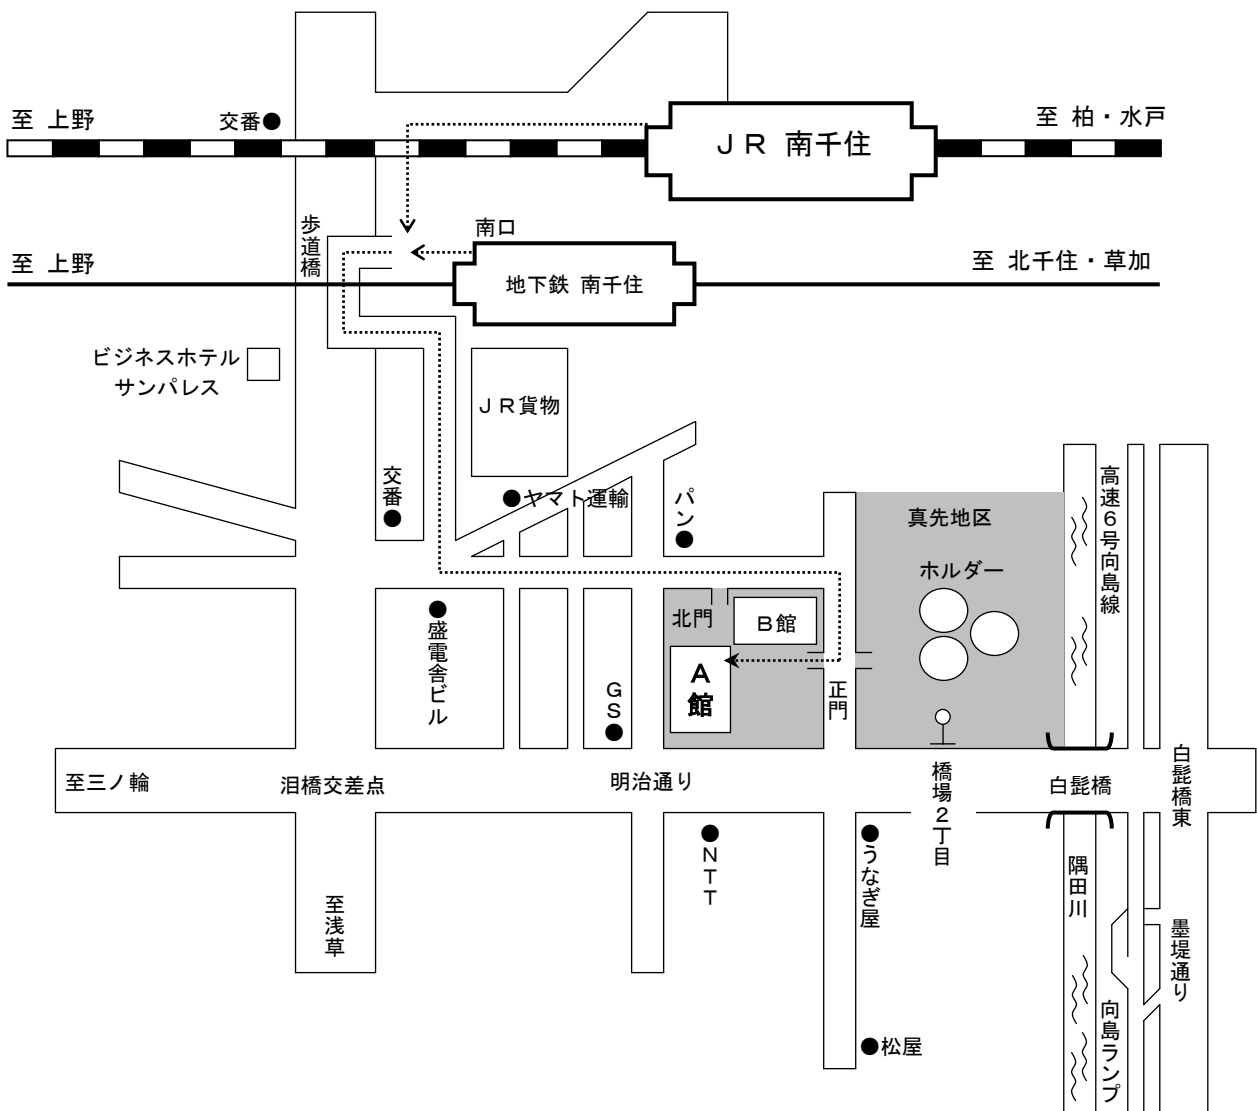 至 上野
交番
ＪＲ 南千住
至 柏・水戸
歩道橋
南口
至 上野
地下鉄 南千住
至 北千住・草加
ビジネスホテル
サンパレス
ＪＲ貨物
交番
ヤマト運輸
パン
真先地区
高速６号向島線
ホルダー
盛電舎ビル
北門
Ｂ館
Ａ
館
ＧＳ
正門
至三ノ輪
泪橋交差点
明治通り
橋場２丁目
白髭橋
白髭橋東
ＮＴＴ
うなぎ屋
隅田川
至浅草
墨堤通り
向島ランプ
松屋